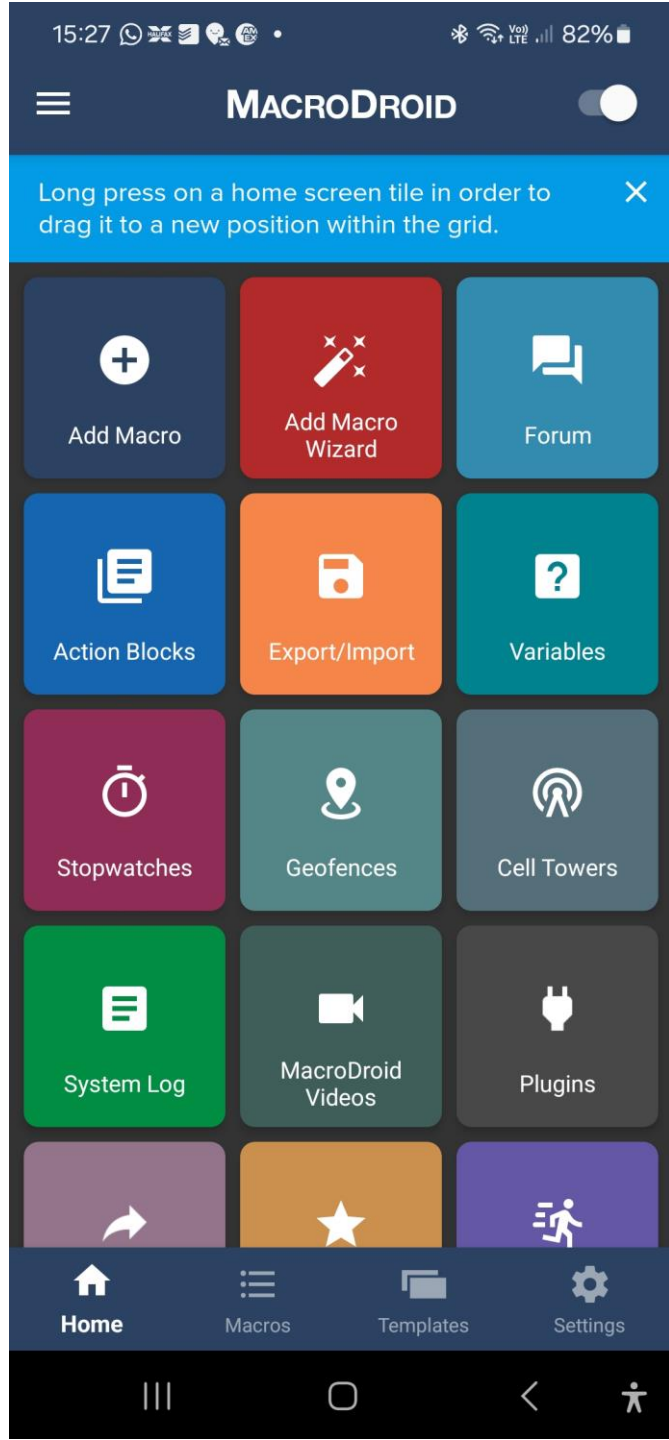 15:27 82%
VoLTE
MACRODROID
Long press on a home screen tile in order to
drag it to a new position within the grid.
Add Macro
Add Macro
Wizard
Forum
Action Blocks
Export/Import
Variables
Stopwatches
Geofences
Cell Towers
System Log
MacroDroid
Videos
Plugins
Home
Macros
Templates
Settings